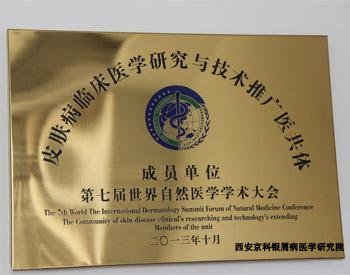 皮肤病临床医学研究与技术推广医共体
成员单位
第七届世界自然医学学术大会
The 7th World The International Dermatology Summit Forum of Natural Medicine Conference
The Community of skin disease clinical's researching and technology's extending
Members of the unit
二〇一三年十月
西安京科银屑病医学研究院